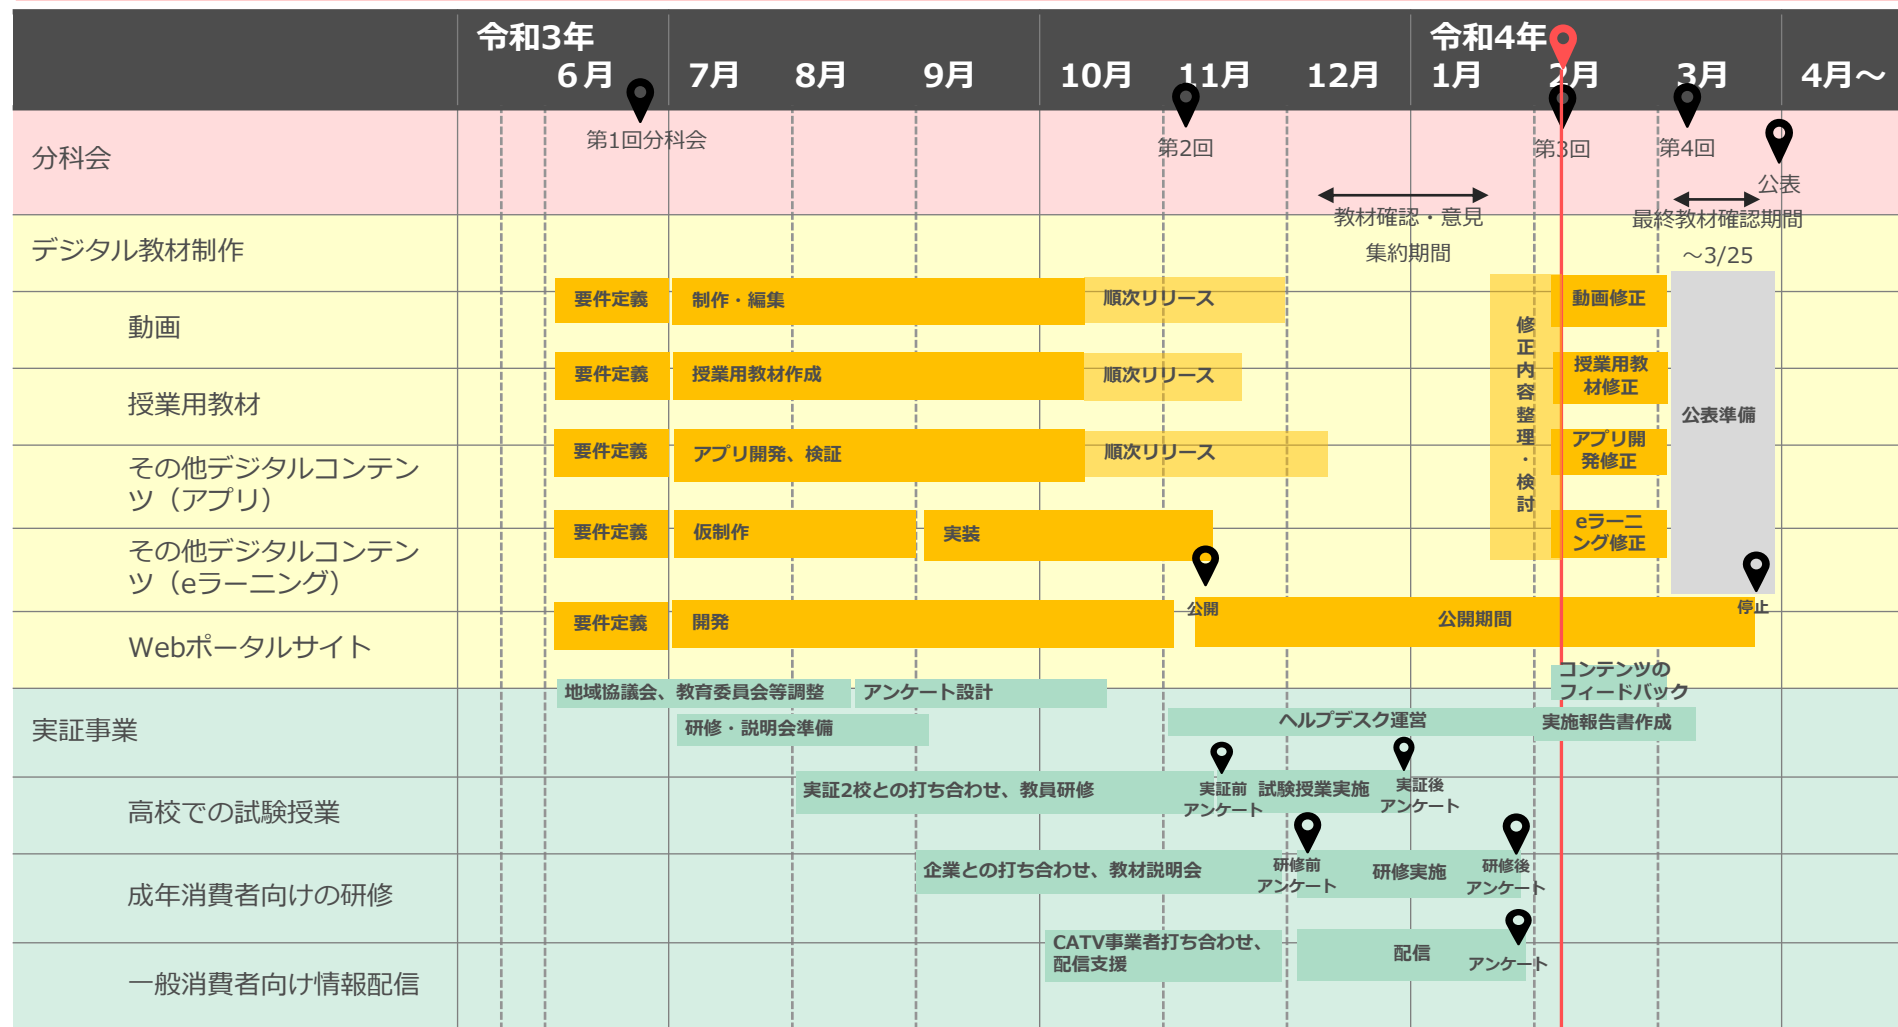 令和3年
令和4年
6月
7月
8月
9月
10月
11月
12月
1月
2月
3月
4月～
分科会
第1回分科会
第2回
第3回
第4回
公表
教材確認・意見
集約期間
最終教材確認期間
～3/25
デジタル教材制作
動画
要件定義
制作・編集
順次リリース
修正内容整理・検討
動画修正
公表準備
授業用教材
要件定義
授業用教材作成
順次リリース
授業用教
材修正
その他デジタルコンテン
ツ（アプリ）
要件定義
アプリ開発、検証
順次リリース
アプリ開
発修正
その他デジタルコンテン
ツ（eラーニング）
要件定義
仮制作
実装
eラーニ
ング修正
Webポータルサイト
要件定義
開発
公開
公開期間
停止
実証事業
地域協議会、教育委員会等調整
アンケート設計
コンテンツの
フィードバック
研修・説明会準備
ヘルプデスク運営
実施報告書作成
高校での試験授業
実証2校との打ち合わせ、教員研修
実証前
アンケート
試験授業実施
実証後
アンケート
成年消費者向けの研修
企業との打ち合わせ、教材説明会
研修前
アンケート
研修実施
研修後
アンケート
一般消費者向け情報配信
CATV事業者打ち合わせ、
配信支援
配信
アンケート